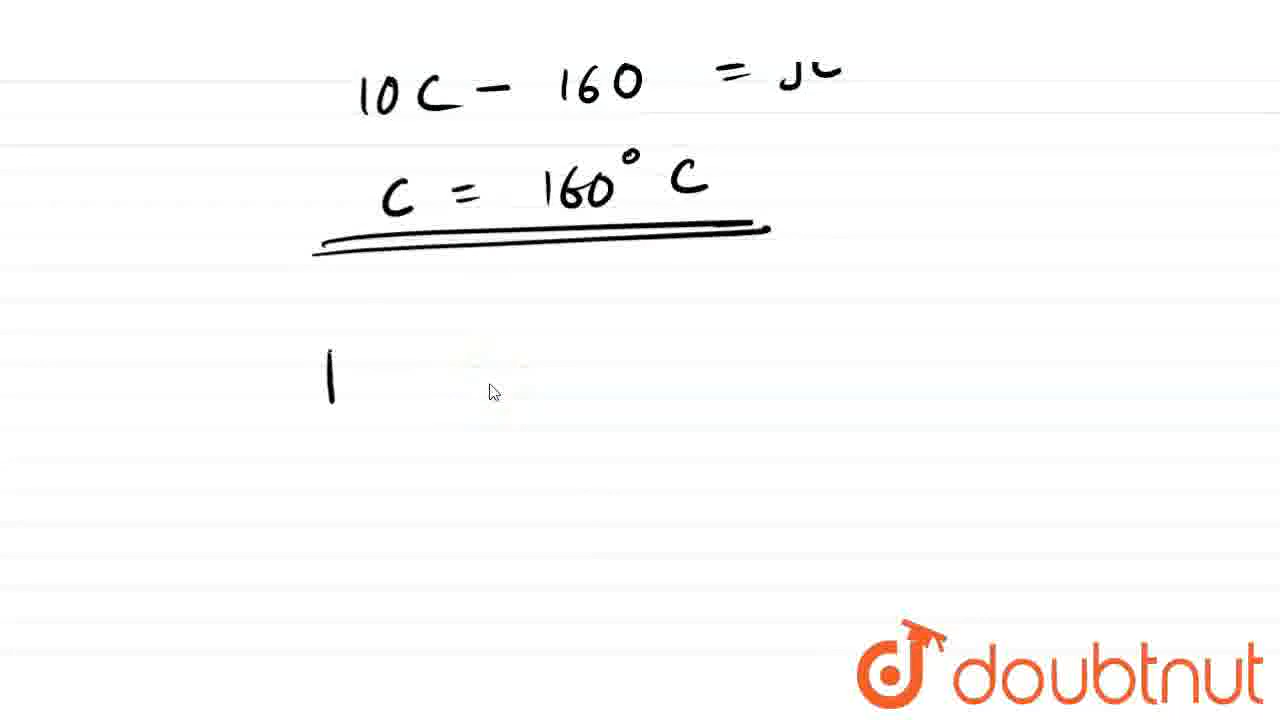 10C - 160 =
C = 160° C
|
doubtnut